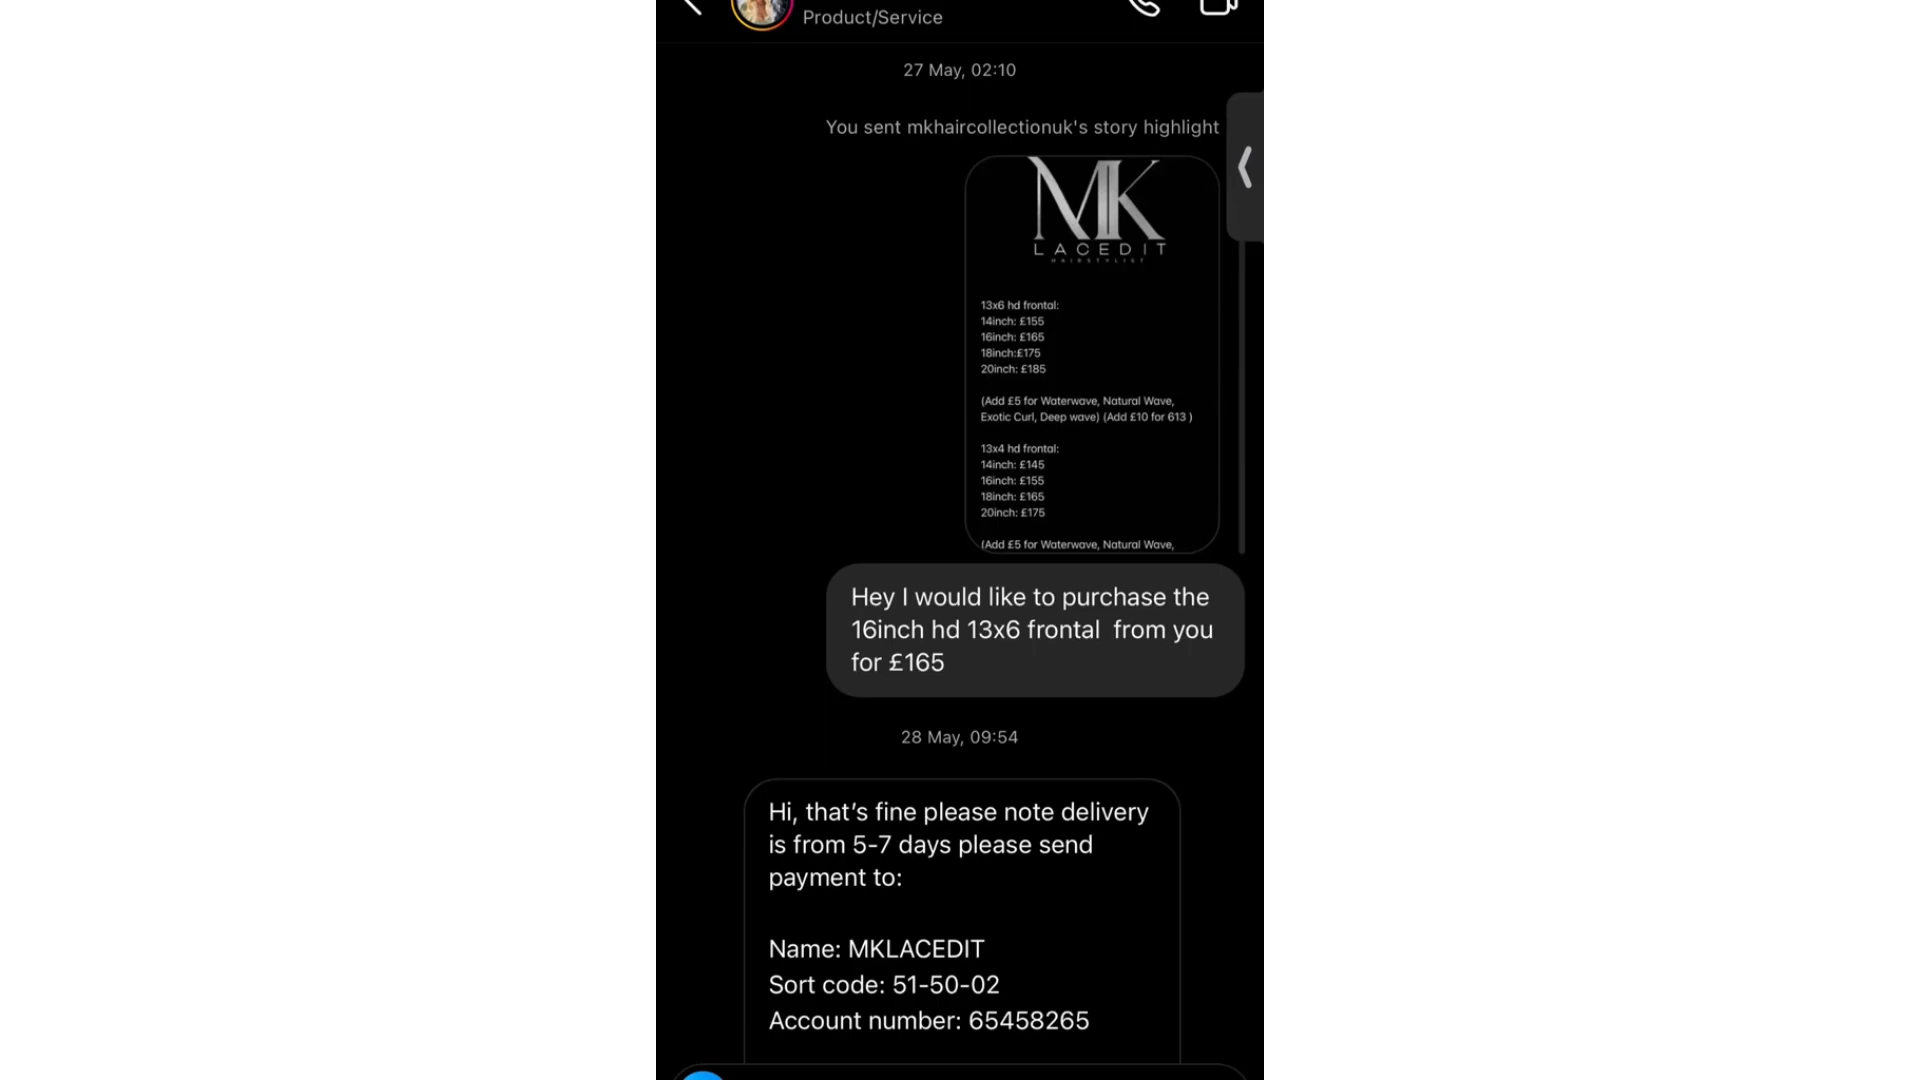 Product/Service
27 May, 02:10
You sent mkhaircollectionuk's story highlight
MK
LACEDIT
HAIRSTYLIST
13x6 hd frontal:
14inch: £155
16inch: £165
18inch:£175
20inch: £185
(Add £5 for Waterwave, Natural Wave,
Exotic Curl, Deep wave) (Add £10 for 613 )
13x4 hd frontal:
14inch: £145
16inch: £155
18inch: £165
20inch: £175
(Add £5 for Waterwave, Natural Wave,
Hey I would like to purchase the
16inch hd 13x6 frontal  from you
for £165
28 May, 09:54
Hi, that’s fine please note delivery
is from 5-7 days please send
payment to:
Name: MKLACEDIT
Sort code: 51-50-02
Account number: 65458265